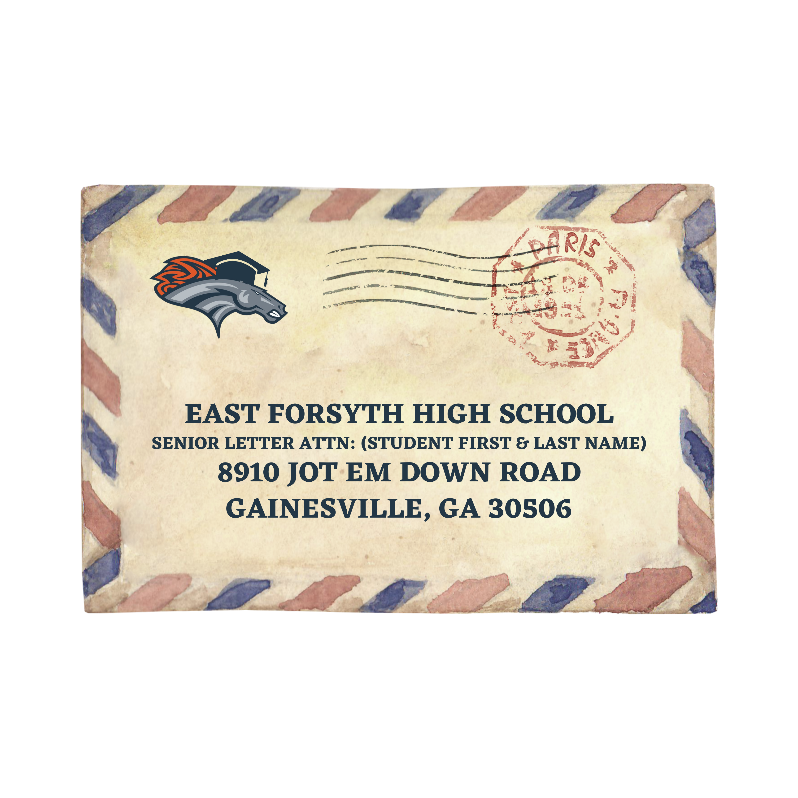 PARIS
EAST FORSYTH HIGH SCHOOL
SENIOR LETTER ATTN: (STUDENT FIRST & LAST NAME)
8910 JOT EM DOWN ROAD
GAINESVILLE, GA 30506